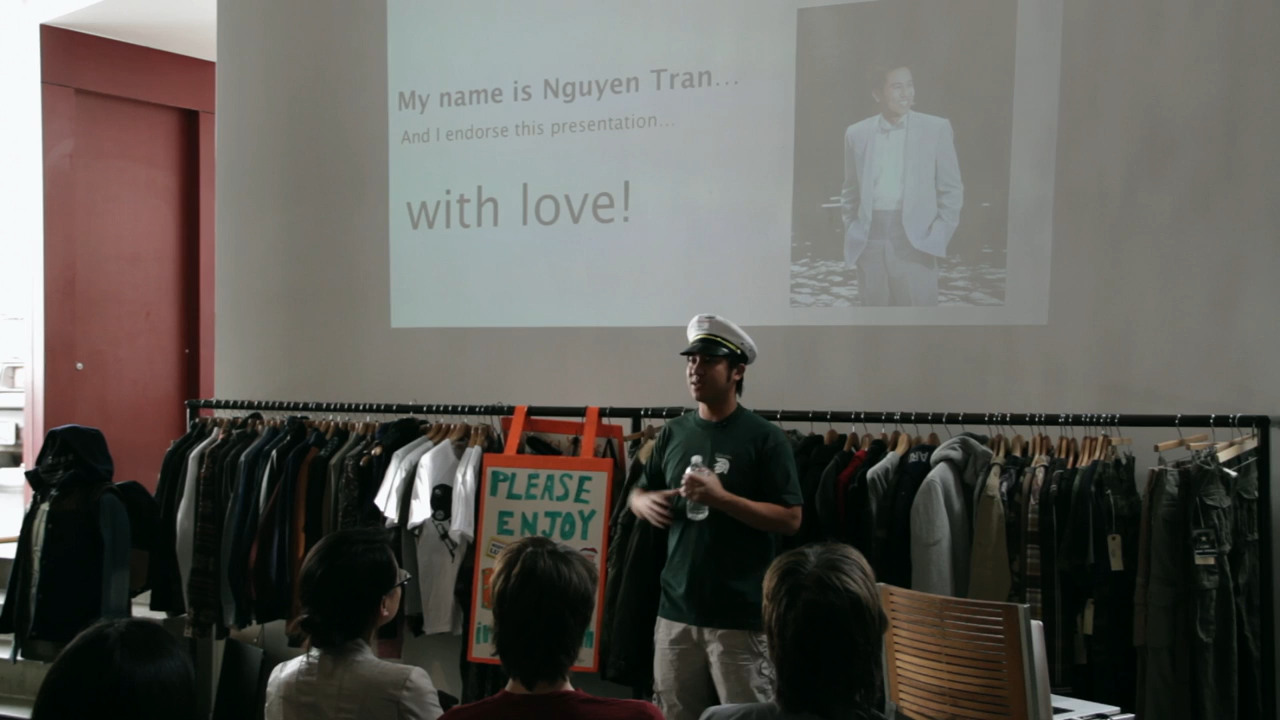 My name is Nguyen Tran...
And I endorse this presentation...
with love!
PLEASE
ENJOY